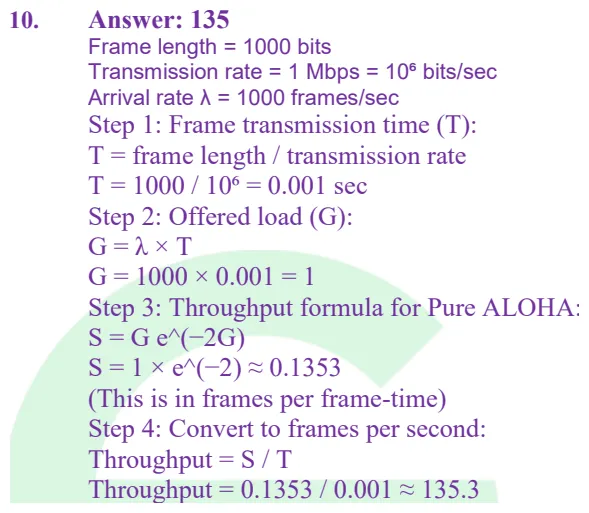 10. Answer: 135
Frame length = 1000 bits
Transmission rate = 1 Mbps = 10⁶ bits/sec
Arrival rate λ = 1000 frames/sec
Step 1: Frame transmission time (T):
T = frame length / transmission rate
T = 1000 / 10⁶ = 0.001 sec
Step 2: Offered load (G):
G = λ × T
G = 1000 × 0.001 = 1
Step 3: Throughput formula for Pure ALOHA:
S = G e^(−2G)
S = 1 × e^(−2) ≈ 0.1353
(This is in frames per frame-time)
Step 4: Convert to frames per second:
Throughput = S / T
Throughput = 0.1353 / 0.001 ≈ 135.3